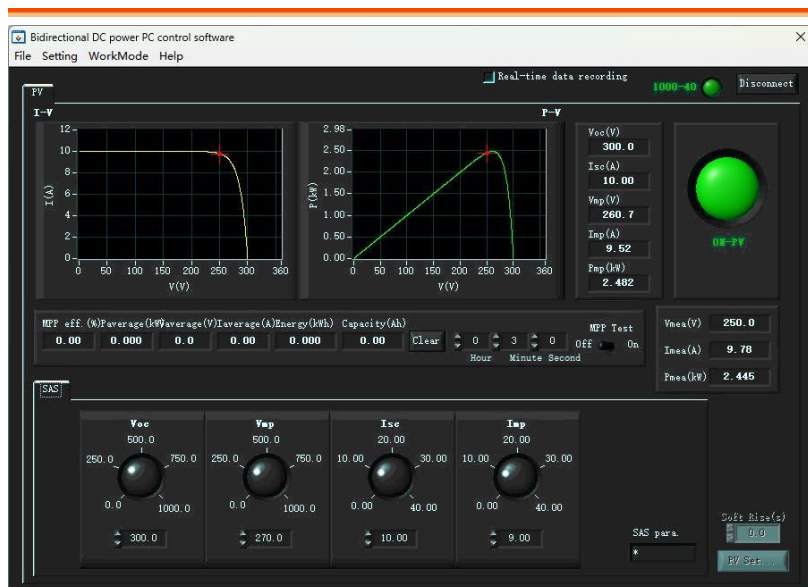 Bidirectional DC power PC control software
File Setting WorkMode Help
Real-time data recording
1000-40
Disconnect
PV
I-V
P-V
12
10
8
6
4
2
0
I(A)
0 50 100 150 200 250 300 360
V(V)
2.98
2.50
2.00
1.50
1.00
0.50
0.00
P(kW)
0 50 100 150 200 250 300 360
V(V)
Voc(V)
300.0
Isc(A)
10.00
Vmp(V)
260.7
Imp(A)
9.52
Pmp(kW)
2.482
ON-PV
MPP eff.(%) Paverage(kW) Vaverage(V) Iaverage(A) Energy(kWh) Capacity(Ah)
0.00 0.000 0.0 0.00 0.000 0.00
Clear
0 3 0
Hour Minute Second
MPP Test
Off On
Vmea(V) 250.0
Imea(A) 9.78
Pmea(kW) 2.445
SAS
Voc
500.0
250.0 750.0
0.0 1000.0
300.0
Vmp
500.0
250.0 750.0
0.0 1000.0
270.0
Isc
20.00
10.00 30.00
0.00 40.00
10.00
Imp
20.00
10.00 30.00
0.00 40.00
9.00
SAS para.
*
Soft Rise(s)
0.0
PV Set...